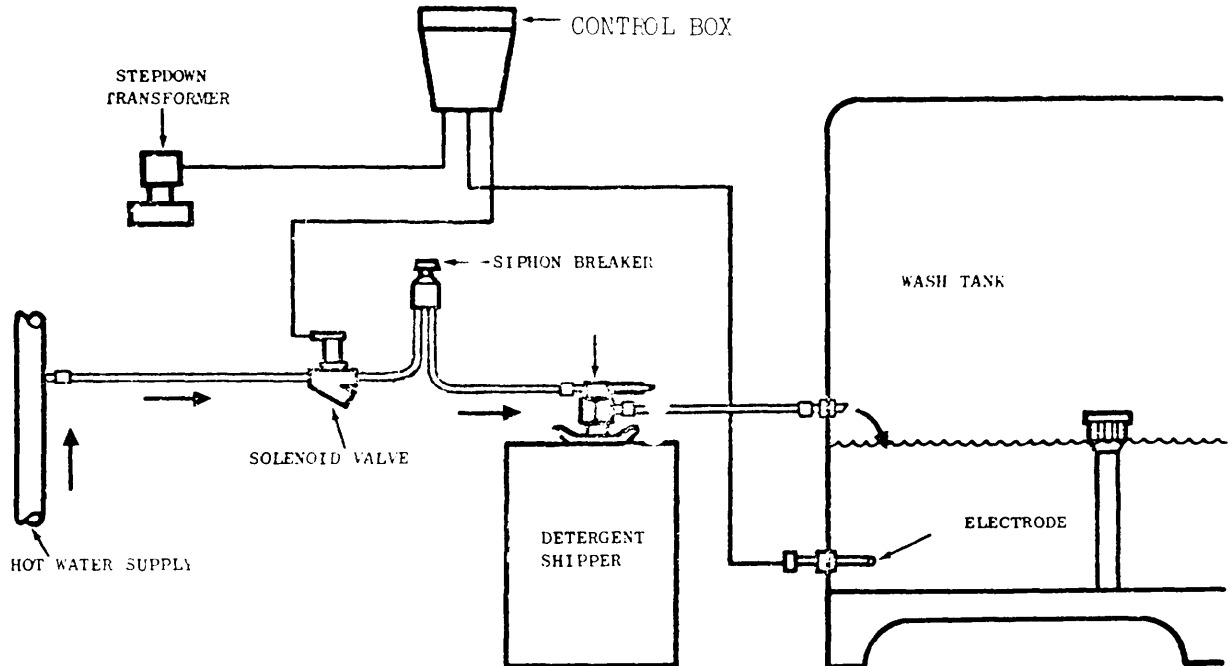 CONTROL BOX
STEPDOWN
TRANSFORMER
SIPHON BREAKER
WASH TANK
SOLENOID VALVE
HOT WATER SUPPLY
DETERGENT
SHIPPER
ELECTRODE